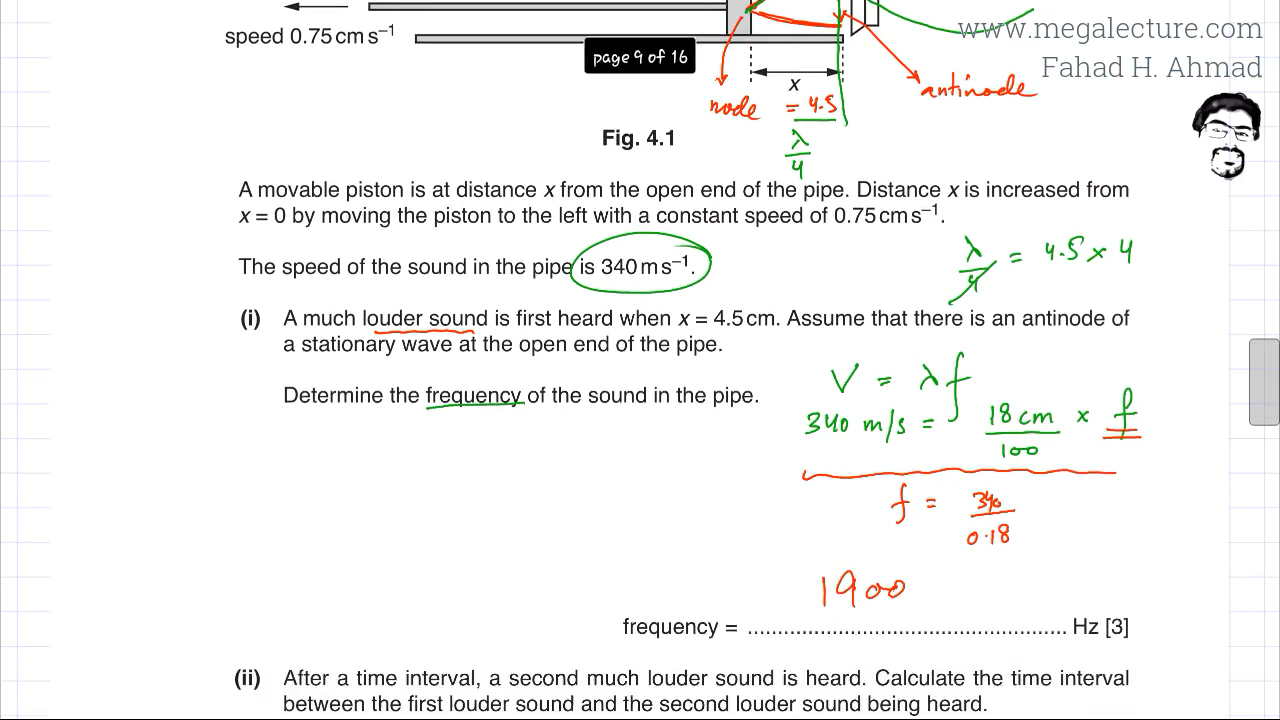 www.megalecture.com
speed 0.75 cm s⁻¹
page 9 of 16
Fahad H. Ahmad
x
node
= 4.5
antinode
λ/4
Fig. 4.1
A movable piston is at distance x from the open end of the pipe. Distance x is increased from
x = 0 by moving the piston to the left with a constant speed of 0.75 cm s⁻¹.
The speed of the sound in the pipe is 340 m s⁻¹.
λ/4 = 4.5 × 4
(i) A much louder sound is first heard when x = 4.5 cm. Assume that there is an antinode of
a stationary wave at the open end of the pipe.
Determine the frequency of the sound in the pipe.
V = λf
340 m/s = 18cm/100 × f
f = 340/0.18
1900
frequency = ...................................................... Hz [3]
(ii) After a time interval, a second much louder sound is heard. Calculate the time interval
between the first louder sound and the second louder sound being heard.